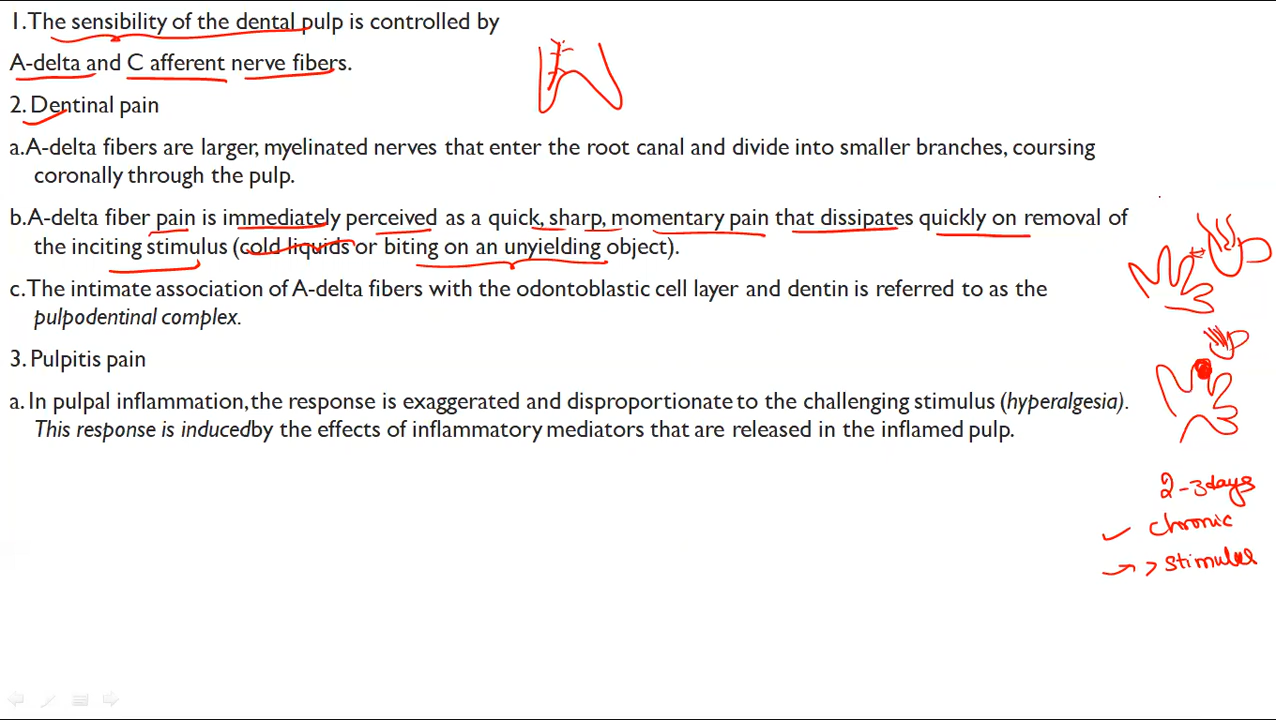 1.The sensibility of the dental pulp is controlled by
A-delta and C afferent nerve fibers.
2. Dentinal pain
a.A-delta fibers are larger, myelinated nerves that enter the root canal and divide into smaller branches, coursing
coronally through the pulp.
b.A-delta fiber pain is immediately perceived as a quick, sharp, momentary pain that dissipates quickly on removal of
the inciting stimulus (cold liquids or biting on an unyielding object).
c.The intimate association of A-delta fibers with the odontoblastic cell layer and dentin is referred to as the
pulpodentinal complex.
3. Pulpitis pain
a. In pulpal inflammation,the response is exaggerated and disproportionate to the challenging stimulus (hyperalgesia).
This response is inducedby the effects of inflammatory mediators that are released in the inflamed pulp.
2-3days
chronic
> stimulus